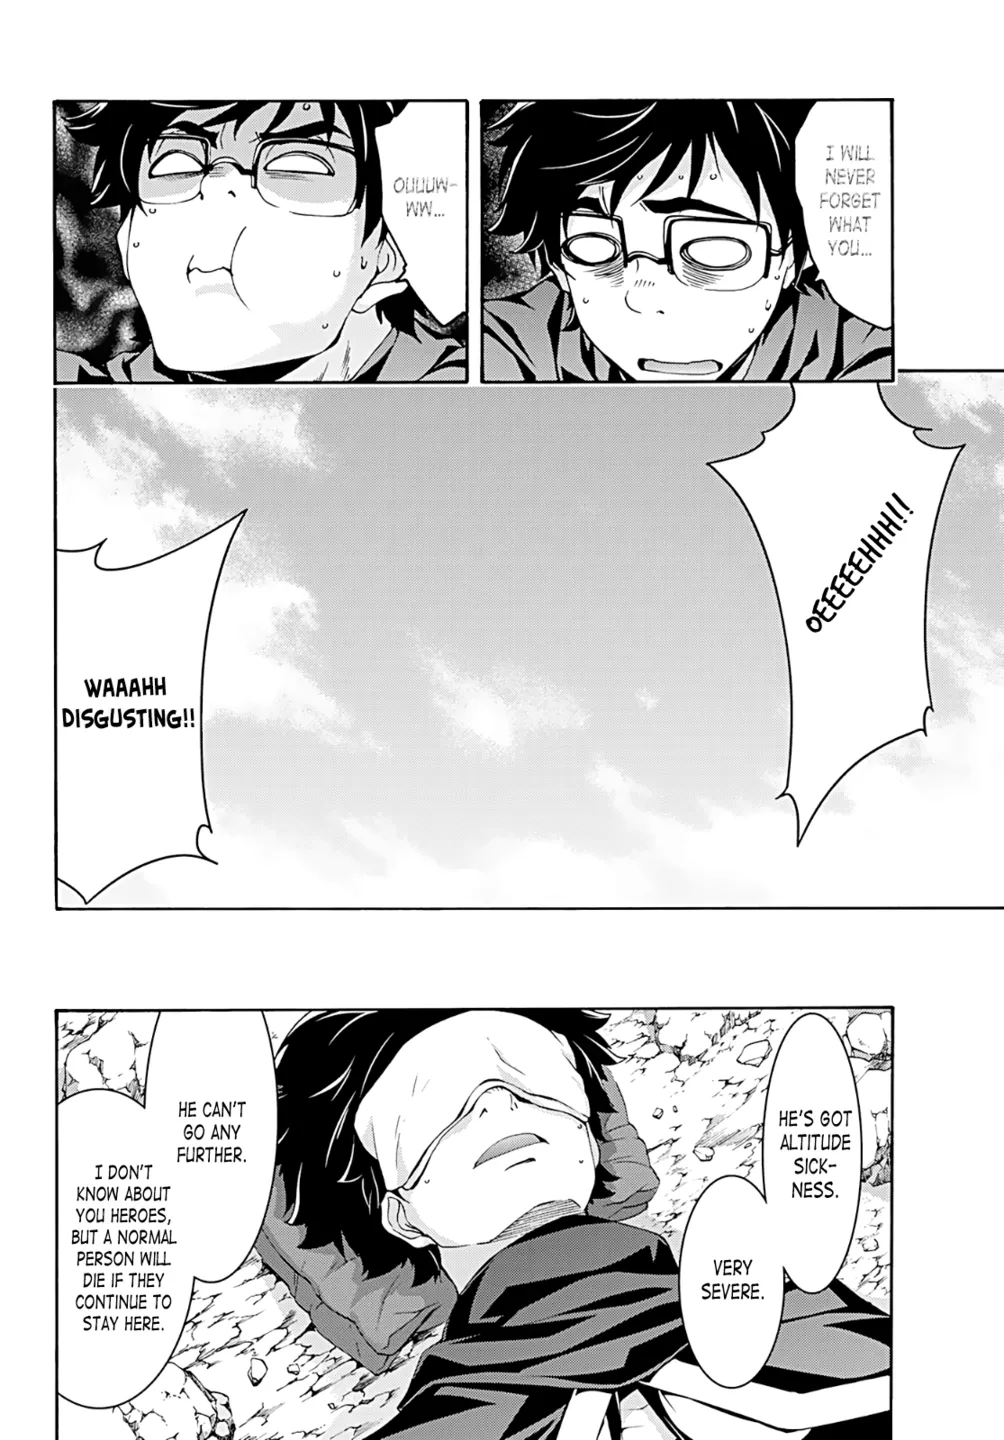 I WILL
NEVER
FORGET
WHAT
YOU...
OUUUW-
WW...
OEEEEEHHH!!
WAAAHH
DISGUSTING!!
HE'S GOT
ALTITUDE
SICK-
NESS.
VERY
SEVERE.
HE CAN'T
GO ANY
FURTHER.
I DON'T
KNOW ABOUT
YOU HEROES,
BUT A NORMAL
PERSON WILL
DIE IF THEY
CONTINUE TO
STAY HERE.